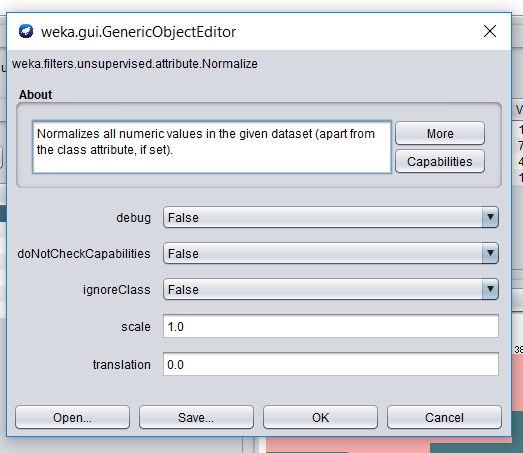 weka.gui.GenericObjectEditor
weka.filters.unsupervised.attribute.Normalize
About
Normalizes all numeric values in the given dataset (apart from
the class attribute, if set).
More
Capabilities
debug
False
doNotCheckCapabilities
False
ignoreClass
False
scale
1.0
translation
0.0
Open...
Save...
OK
Cancel